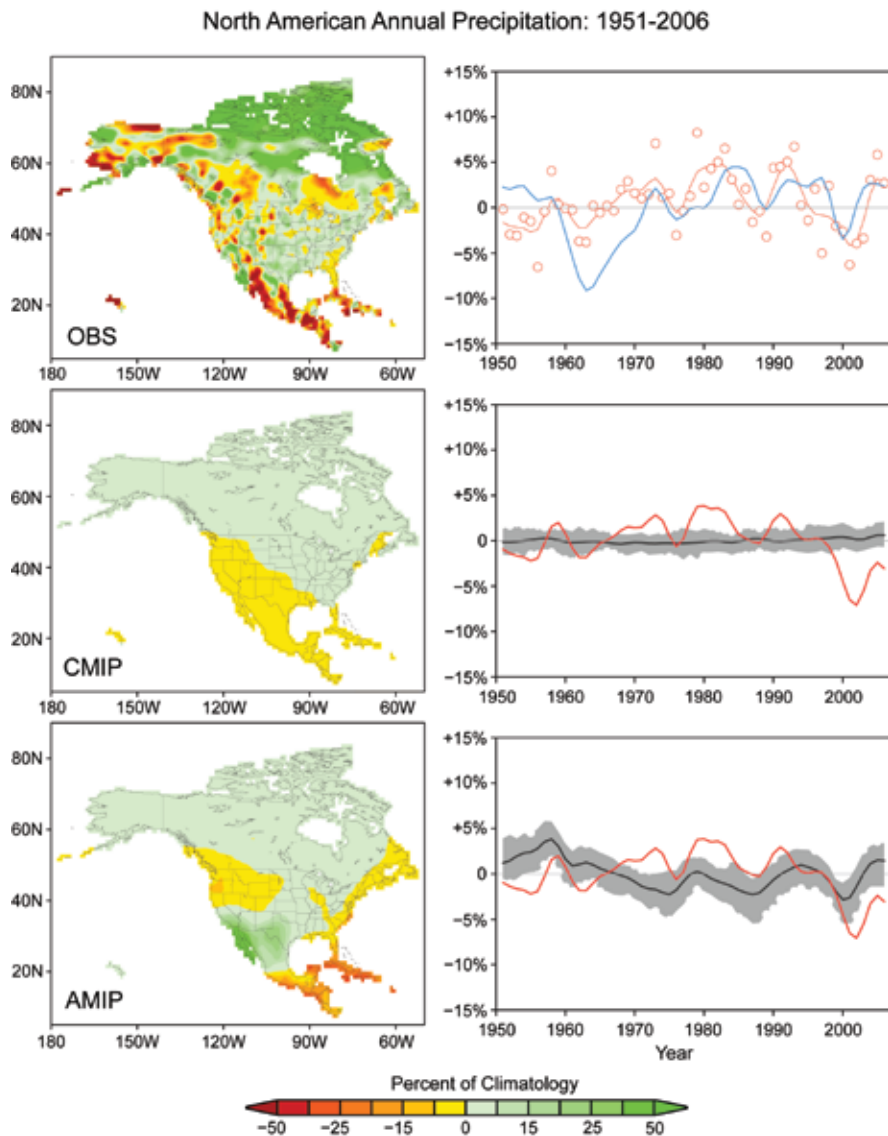 North American Annual Precipitation: 1951-2006
80N
60N
40N
20N
OBS
180 150W 120W 90W 60W
+15%
+10%
+5%
0
−5%
−10%
−15%
1950 1960 1970 1980 1990 2000
80N
60N
40N
20N
CMIP
180 150W 120W 90W 60W
+15%
+10%
+5%
0
−5%
−10%
−15%
1950 1960 1970 1980 1990 2000
80N
60N
40N
20N
AMIP
180 150W 120W 90W 60W
+15%
+10%
+5%
0
−5%
−10%
−15%
1950 1960 1970 1980 1990 2000
Year
Percent of Climatology
−50 −25 −15 0 15 25 50